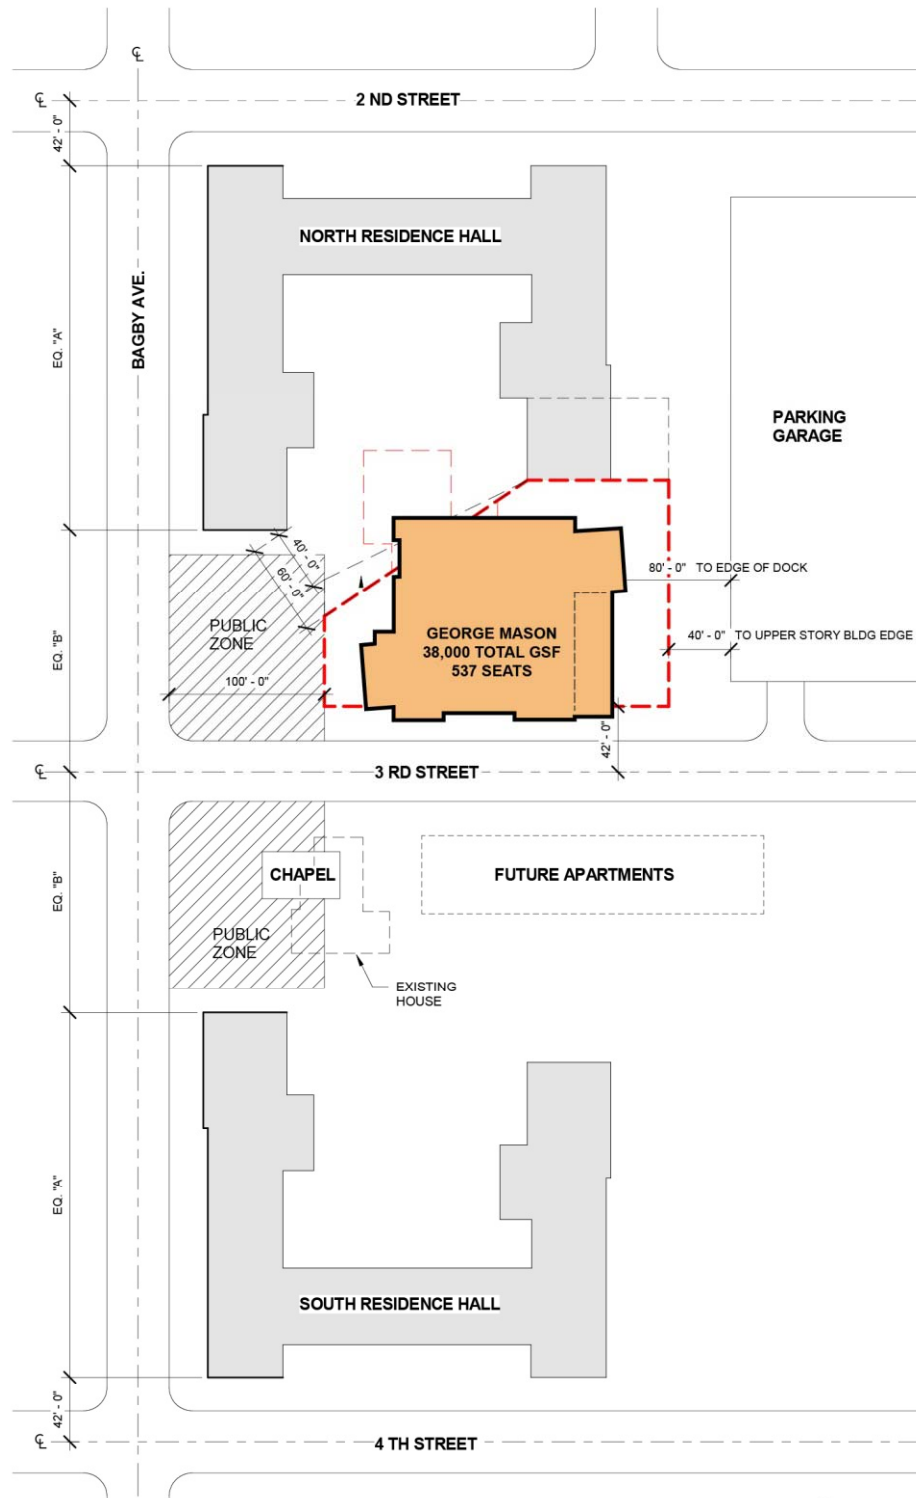 ℄
℄
2 ND STREET
42' - 0"
NORTH RESIDENCE HALL
BAGBY AVE.
EQ. "A"
PARKING
GARAGE
40' - 0"
60' - 0"
80' - 0" TO EDGE OF DOCK
PUBLIC
ZONE
GEORGE MASON
38,000 TOTAL GSF
537 SEATS
40' - 0" TO UPPER STORY BLDG EDGE
EQ. "B"
100' - 0"
42' - 0"
℄
3 RD STREET
CHAPEL
FUTURE APARTMENTS
EQ. "B"
PUBLIC
ZONE
EXISTING
HOUSE
EQ. "A"
SOUTH RESIDENCE HALL
42' - 0"
℄
4 TH STREET